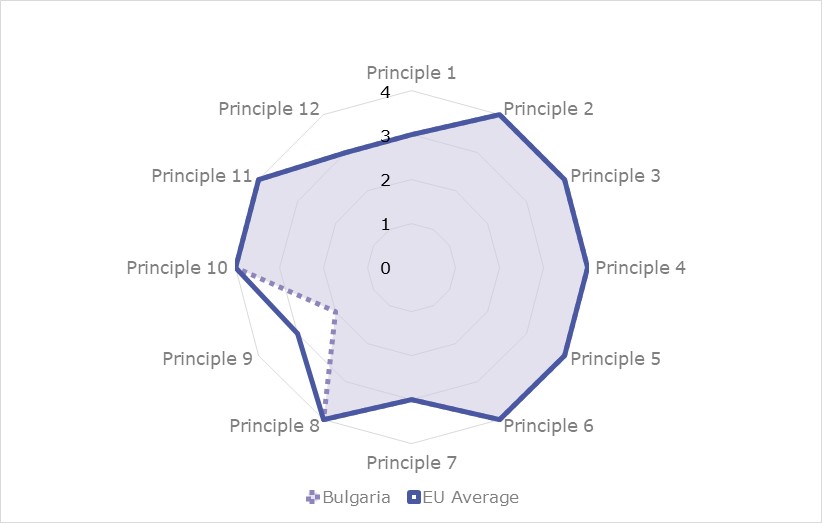 Principle 1
4
Principle 12
Principle 2
3
Principle 11
2
Principle 3
1
Principle 10
0
Principle 4
Principle 9
Principle 5
Principle 8
Principle 6
Principle 7
Bulgaria
EU Average